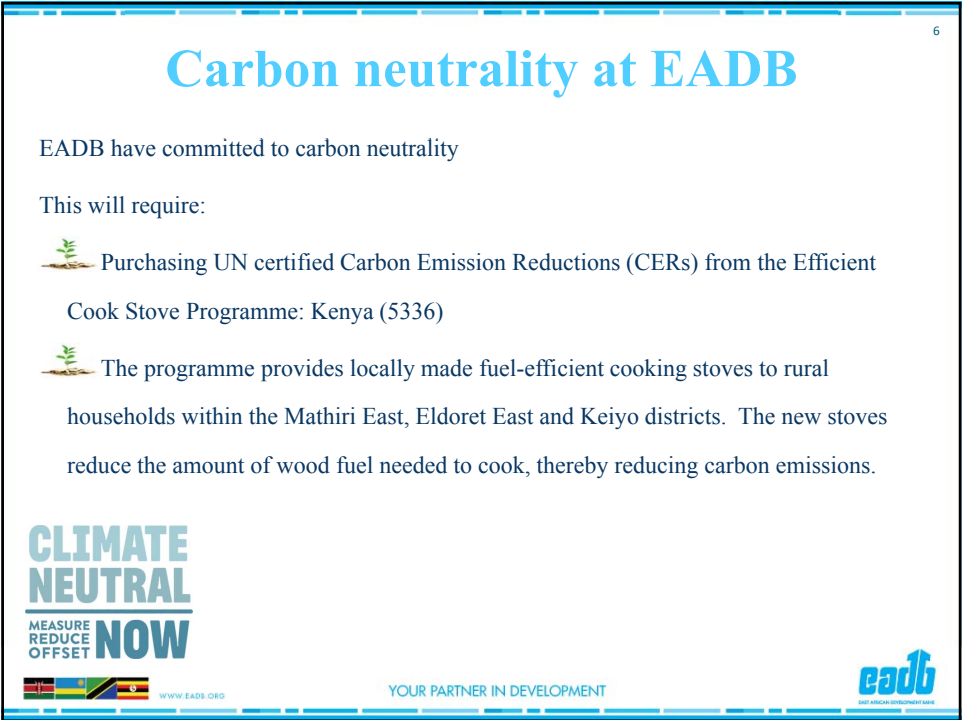 6
Carbon neutrality at EADB
EADB have committed to carbon neutrality
This will require:
Purchasing UN certified Carbon Emission Reductions (CERs) from the Efficient
Cook Stove Programme: Kenya (5336)
The programme provides locally made fuel-efficient cooking stoves to rural
households within the Mathiri East, Eldoret East and Keiyo districts.  The new stoves
reduce the amount of wood fuel needed to cook, thereby reducing carbon emissions.
CLIMATE
NEUTRAL
MEASURE
REDUCE
OFFSET
NOW
WWW.EADB.ORG
YOUR PARTNER IN DEVELOPMENT
eadb
EAST AFRICAN DEVELOPMENT BANK